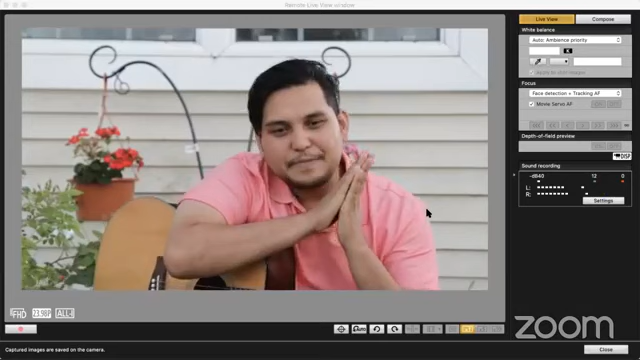 Remote Live View window
Live View
Compose
White balance
Auto: Ambience priority
K
Focus
Face detection + Tracking AF
Movie Servo AF
Depth-of-field preview
DISP
Sound recording
-dB40 12 0
L:
R:
Settings
FHD 23.98P ALL-I
zoom
Captured images are saved on the camera.
Close